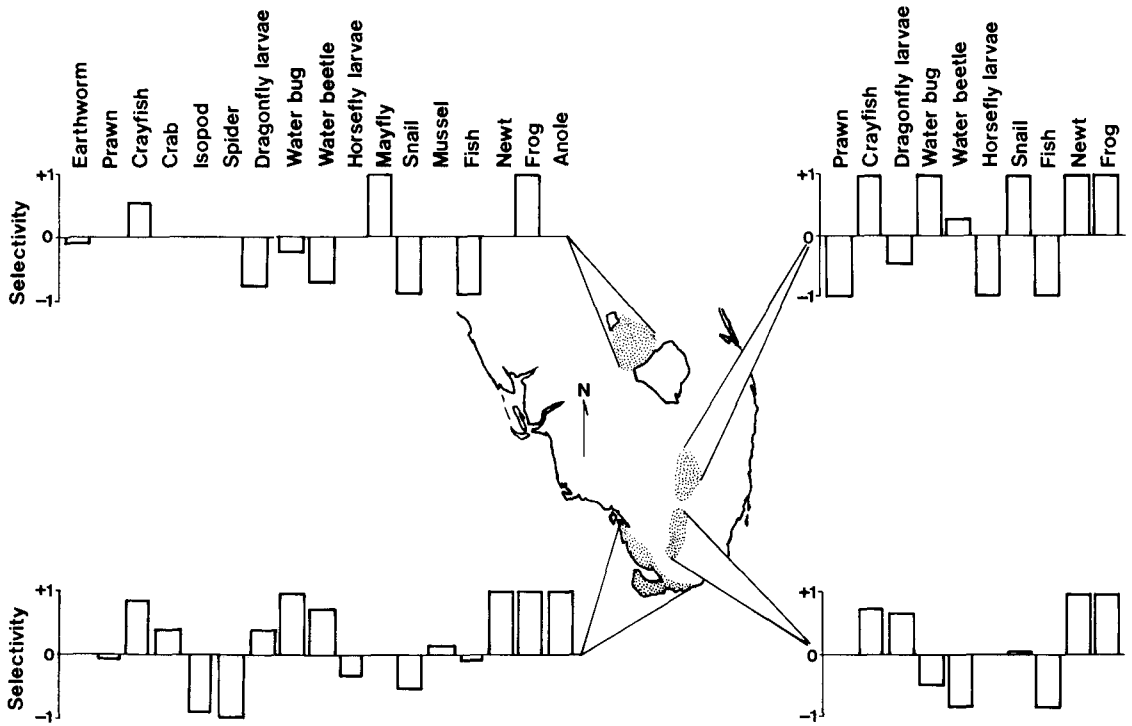 Earthworm
Prawn
Crayfish
Crab
Isopod
Spider
Dragonfly larvae
Water bug
Water beetle
Horsefly larvae
Mayfly
Snail
Mussel
Fish
Newt
Frog
Anole
Selectivity
+1
0
−1
Prawn
Crayfish
Dragonfly larvae
Water bug
Water beetle
Horsefly larvae
Snail
Fish
Newt
Frog
+1
0
−1
N
Selectivity
+1
0
−1
+1
0
−1